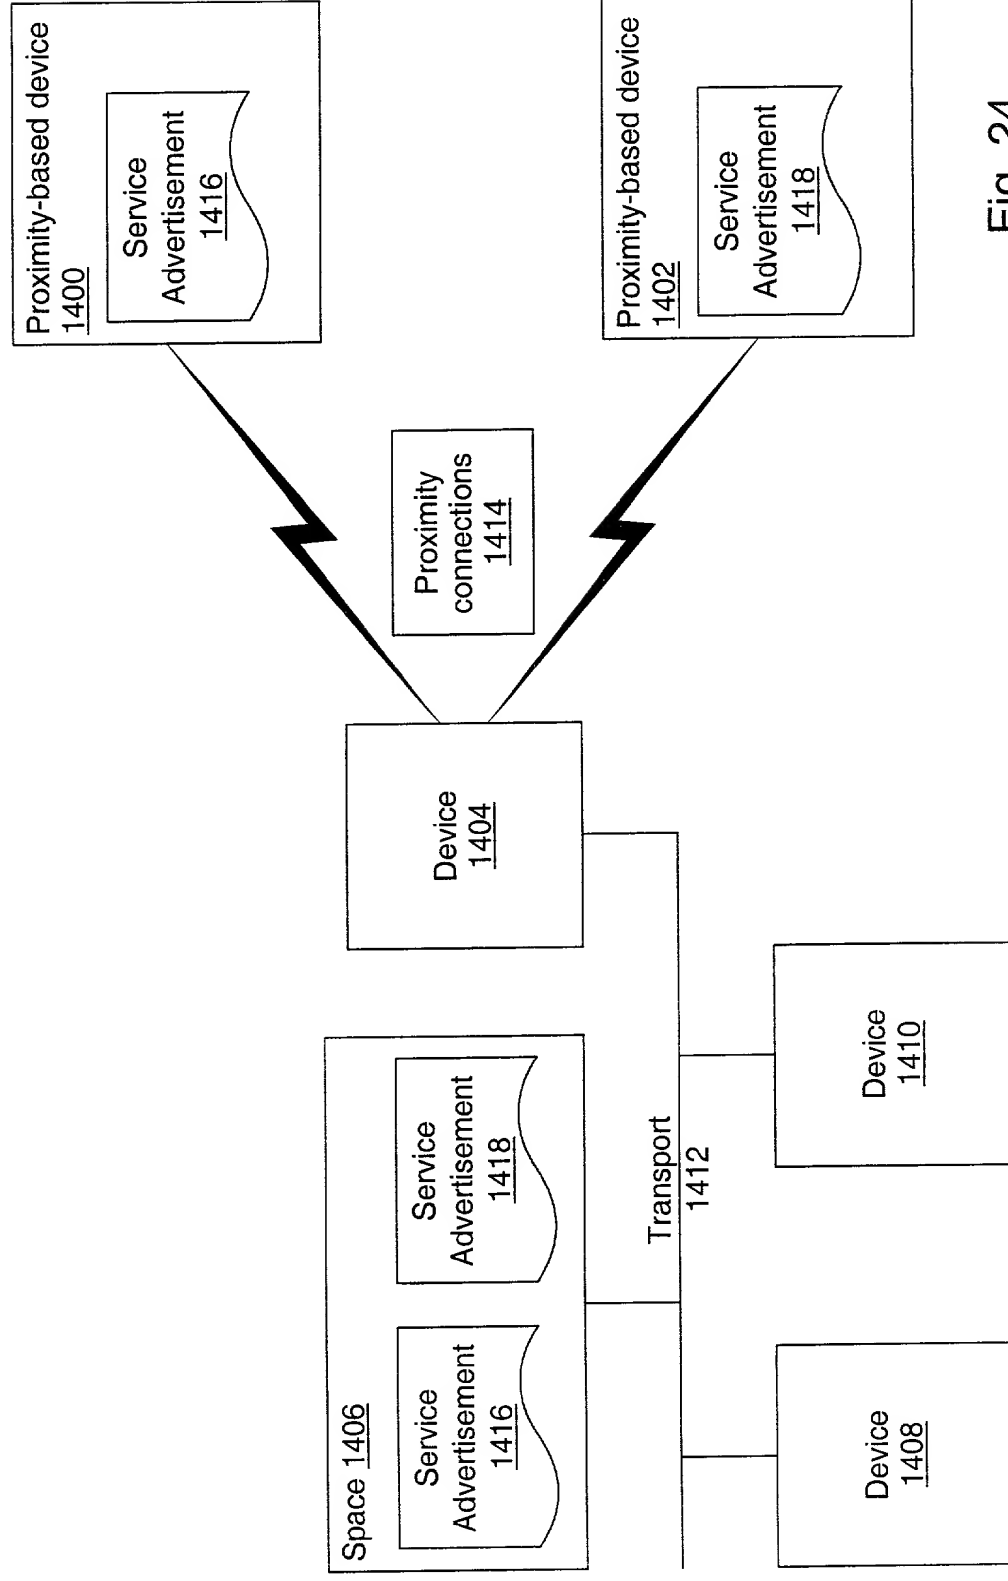 Proximity-based device
1400
Service
Advertisement
1416
Proximity-based device
1402
Service
Advertisement
1418
Proximity
connections
1414
Device
1404
Space 1406
Service
Advertisement
1416
Service
Advertisement
1418
Transport
1412
Device
1408
Device
1410
Fig. 24